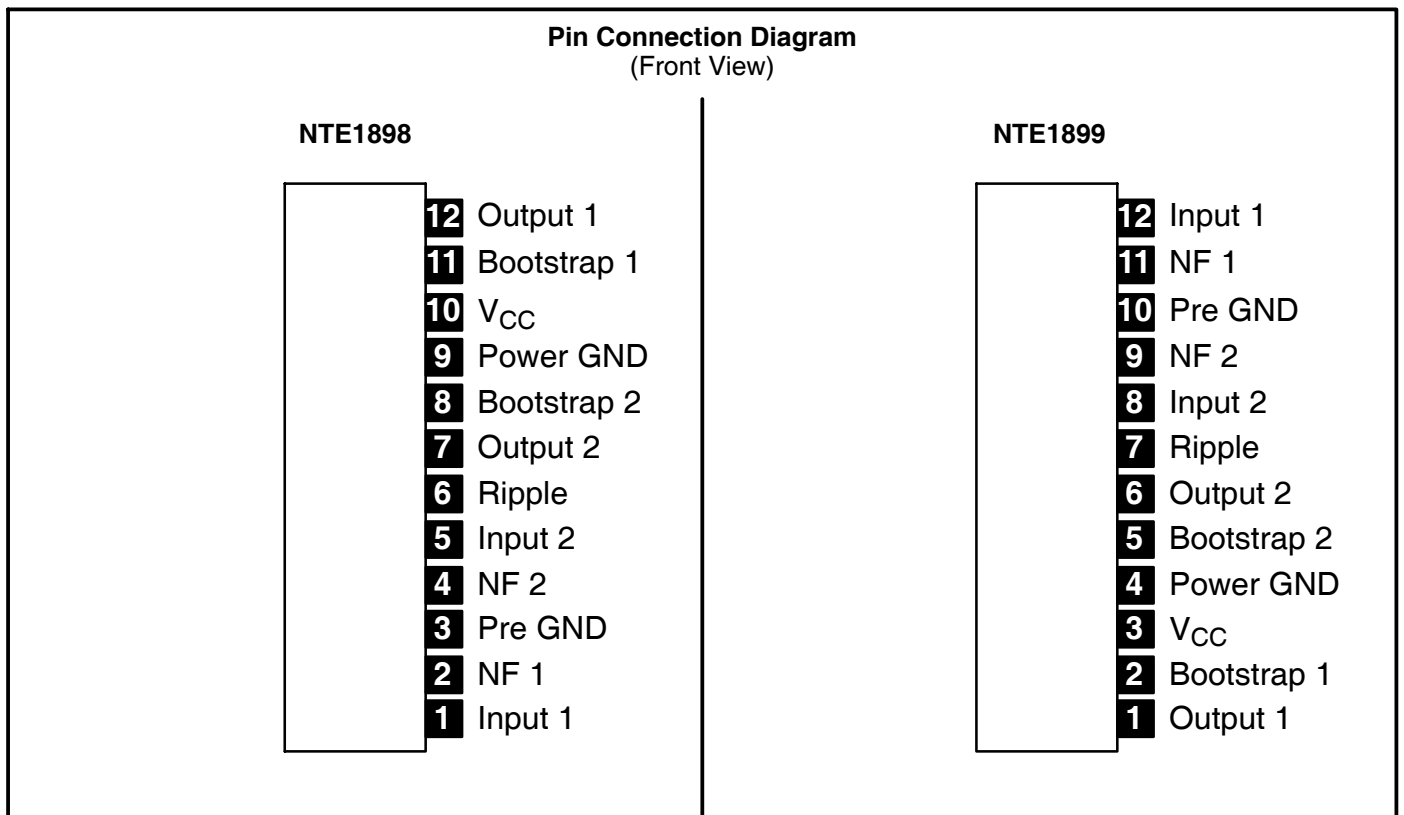 Pin Connection Diagram
(Front View)
NTE1898
12 Output 1
11 Bootstrap 1
10 VCC
9 Power GND
8 Bootstrap 2
7 Output 2
6 Ripple
5 Input 2
4 NF 2
3 Pre GND
2 NF 1
1 Input 1
NTE1899
12 Input 1
11 NF 1
10 Pre GND
9 NF 2
8 Input 2
7 Ripple
6 Output 2
5 Bootstrap 2
4 Power GND
3 VCC
2 Bootstrap 1
1 Output 1